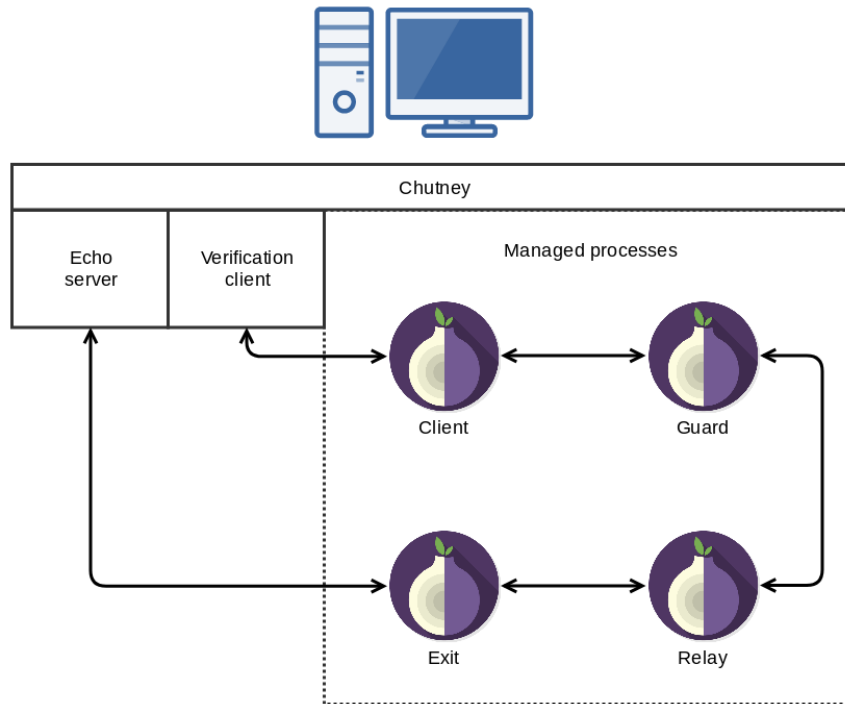 Chutney
Echo
server
Verification
client
Managed processes
Client
Guard
Exit
Relay